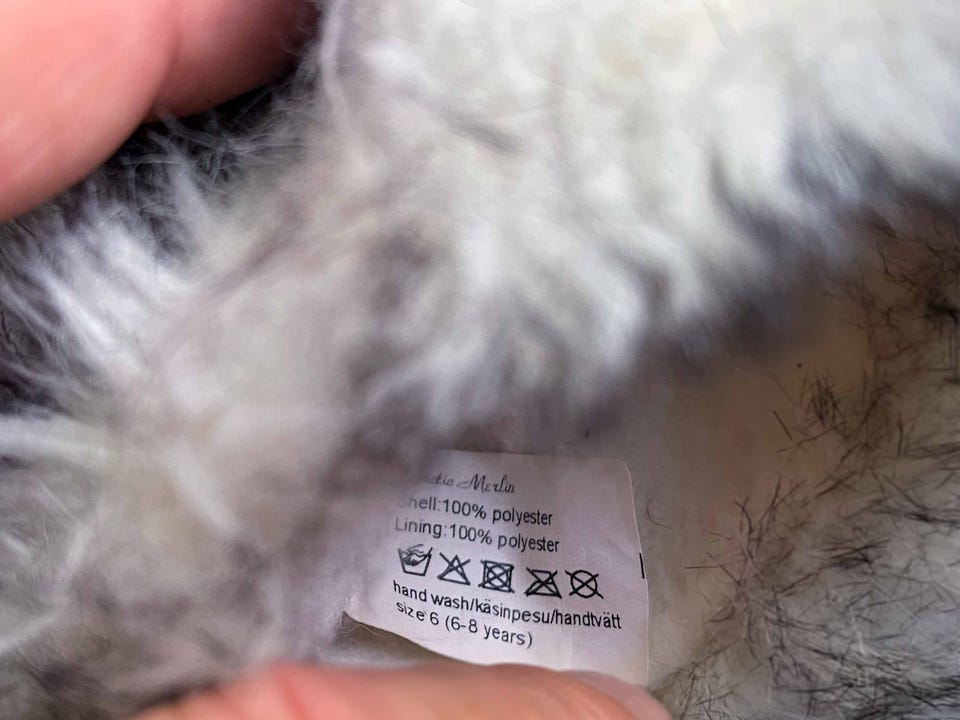 Merlin
Shell:100% polyester
Lining:100% polyester
hand wash/käsinpesu/handtvätt
size 6 (6-8 years)